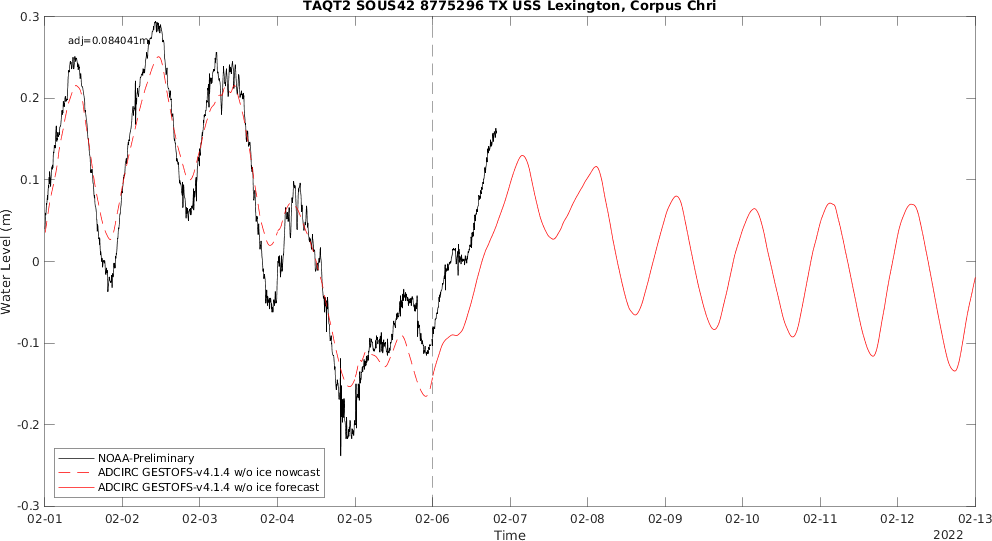 TAQT2 SOUS42 8775296 TX USS Lexington, Corpus Chri
adj=0.084041m
0.3
0.2
0.1
0
-0.1
-0.2
-0.3
Water Level (m)
NOAA-Preliminary
ADCIRC GESTOFS-v4.1.4 w/o ice nowcast
ADCIRC GESTOFS-v4.1.4 w/o ice forecast
02-01 02-02 02-03 02-04 02-05 02-06 02-07 02-08 02-09 02-10 02-11 02-12 02-13
Time
2022